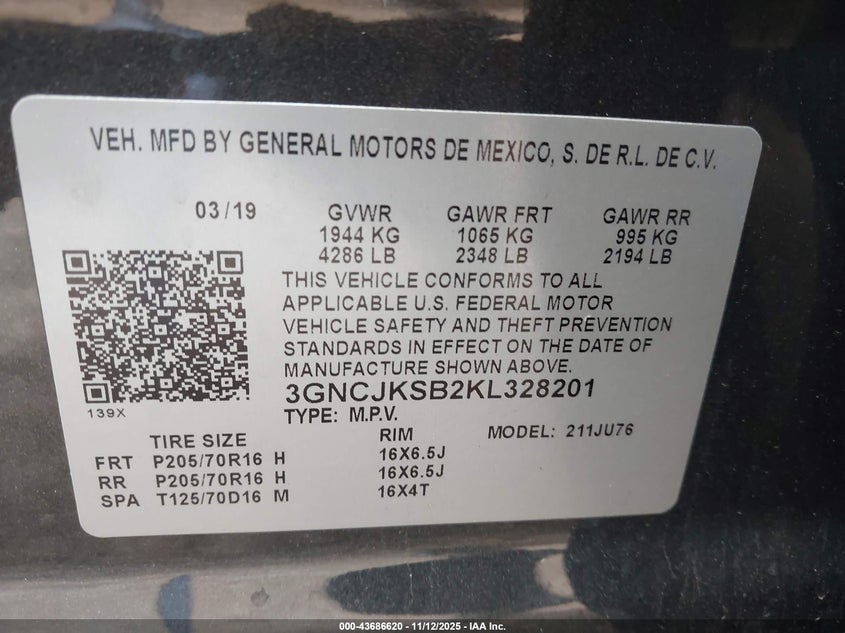 VEH. MFD BY GENERAL MOTORS DE MEXICO, S. DE R.L. DE C.V.
03/19 GVWR GAWR FRT GAWR RR
1944 KG 1065 KG 995 KG
4286 LB 2348 LB 2194 LB
THIS VEHICLE CONFORMS TO ALL
APPLICABLE U.S. FEDERAL MOTOR
VEHICLE SAFETY AND THEFT PREVENTION
STANDARDS IN EFFECT ON THE DATE OF
MANUFACTURE SHOWN ABOVE.
3GNCJKSB2KL328201
139X
TYPE: M.P.V.
TIRE SIZE RIM MODEL: 211JU76
FRT P205/70R16 H 16X6.5J
RR P205/70R16 H 16X6.5J
SPA T125/70D16 M 16X4T
000-43686620 - 11/12/2025 - IAA Inc.